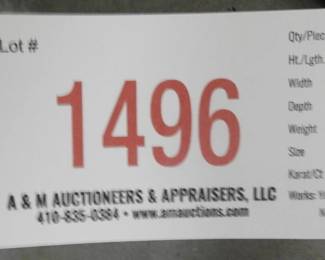 Lot #
1496
A & M AUCTIONEERS & APPRAISERS, LLC
410-835-0384 • www.amauctions.com
Qty/Piec
Ht./Lgth.
Width
Depth
Weight
Size
Karat/Ct
Works: Y
N